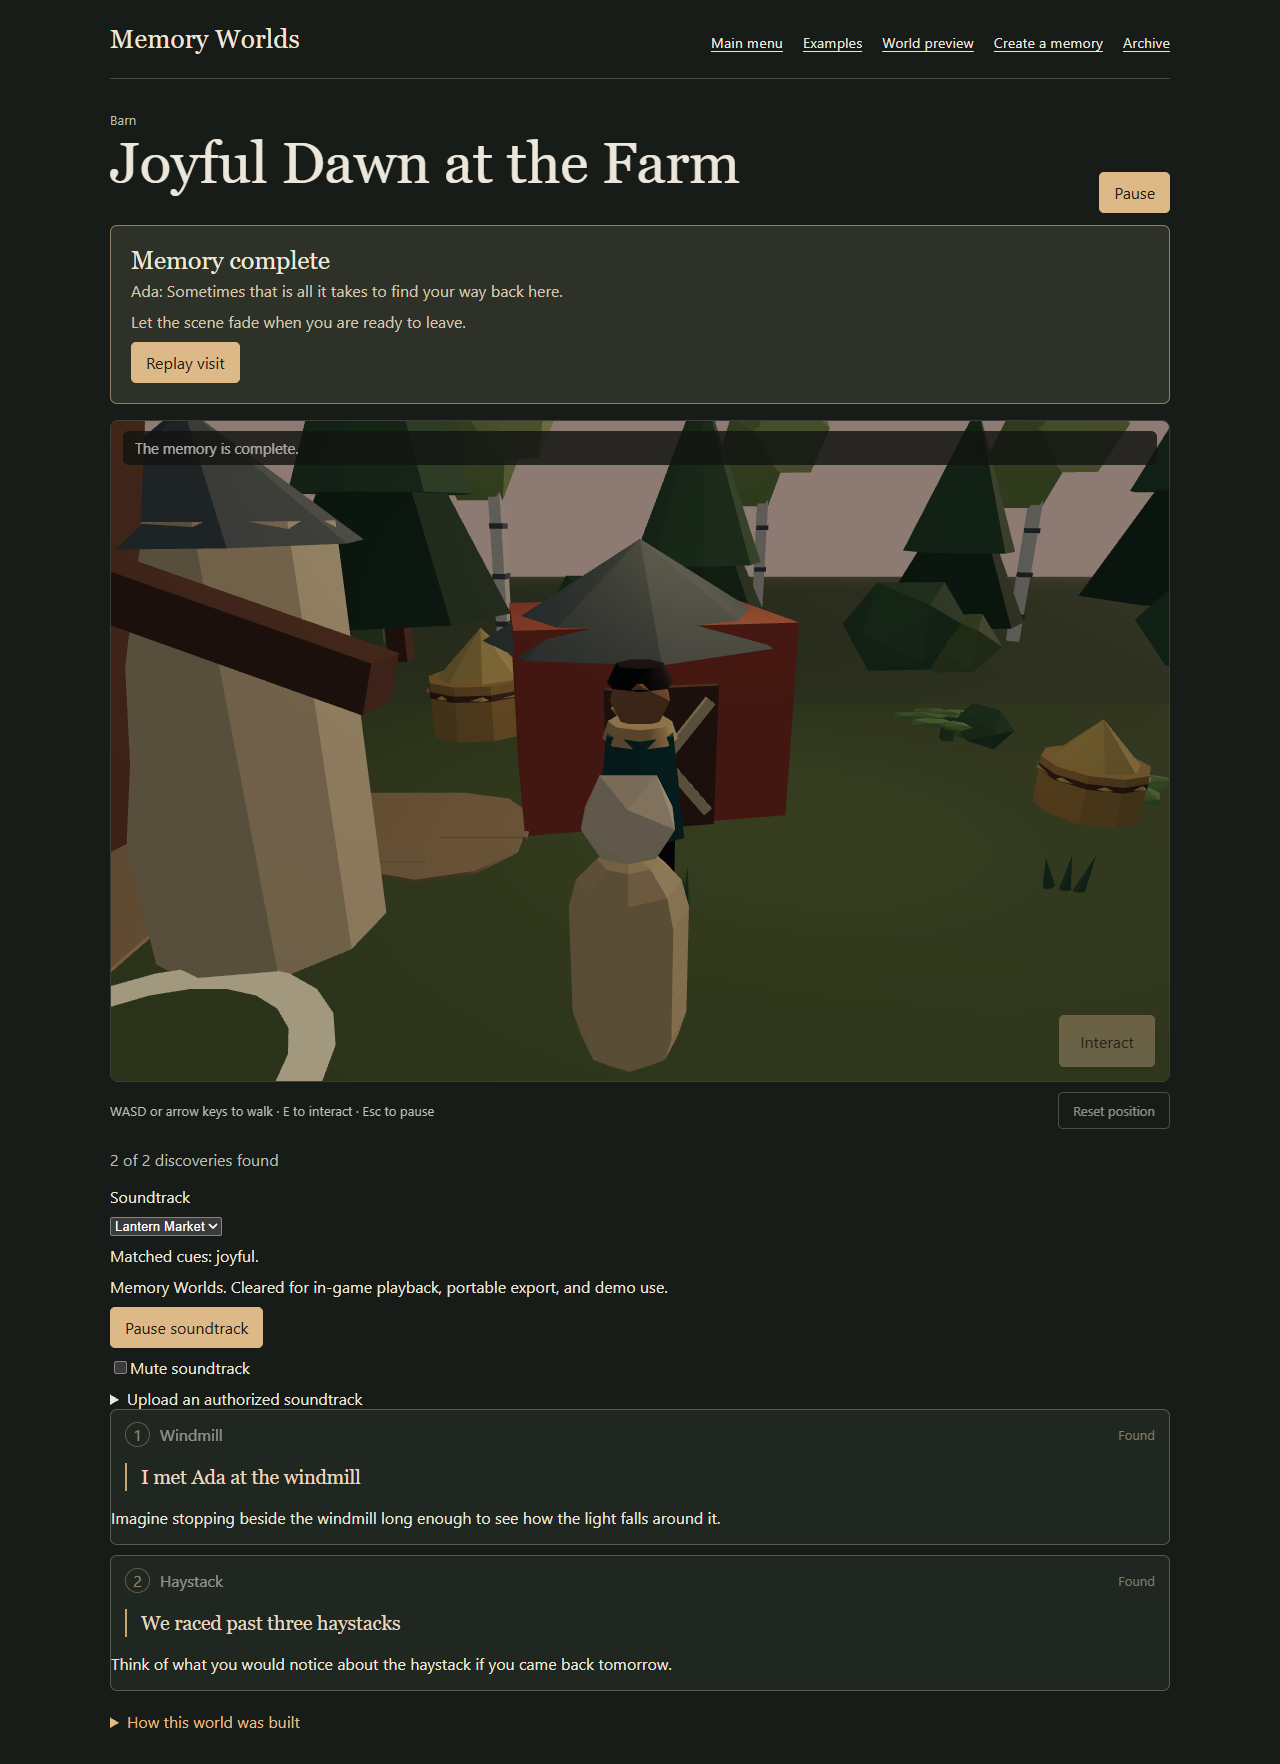 Memory Worlds
Main menu Examples World preview Create a memory Archive
Barn
Joyful Dawn at the Farm
Pause
Memory complete
Ada: Sometimes that is all it takes to find your way back here.
Let the scene fade when you are ready to leave.
Replay visit
The memory is complete.
Interact
WASD or arrow keys to walk · E to interact · Esc to pause
Reset position
2 of 2 discoveries found
Soundtrack
Lantern Market
Matched cues: joyful.
Memory Worlds. Cleared for in-game playback, portable export, and demo use.
Pause soundtrack
Mute soundtrack
Upload an authorized soundtrack
1 Windmill Found
I met Ada at the windmill
Imagine stopping beside the windmill long enough to see how the light falls around it.
2 Haystack Found
We raced past three haystacks
Think of what you would notice about the haystack if you came back tomorrow.
How this world was built